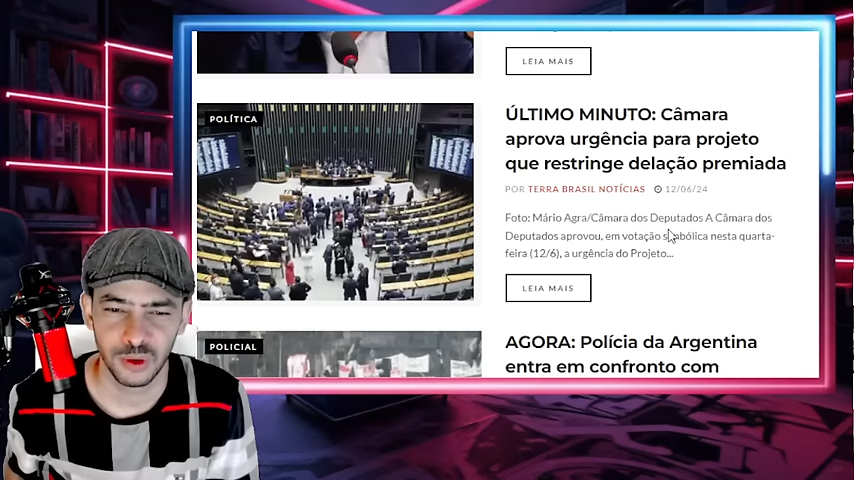 LEIA MAIS
POLÍTICA
ÚLTIMO MINUTO: Câmara
aprova urgência para projeto
que restringe delação premiada
POR TERRA BRASIL NOTÍCIAS 12/06/24
Foto: Mário Agra/Câmara dos Deputados A Câmara dos
Deputados aprovou, em votação simbólica nesta quarta-
feira (12/6), a urgência do Projeto...
LEIA MAIS
POLICIAL
AGORA: Polícia da Argentina
entra em confronto com